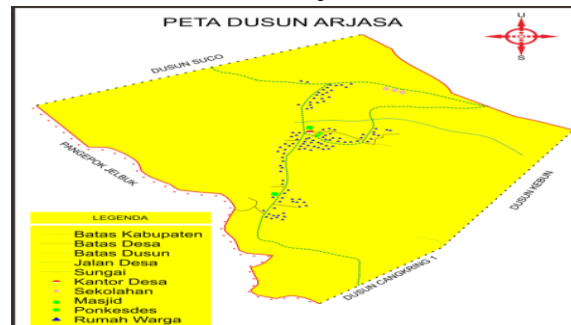 PETA DUSUN ARJASA
U
S
DUSUN SUCO
PANGEPOK JELBUK
DUSUN KEBUN
DUSUN CANGKRING 1
LEGENDA
Batas Kabupaten
Batas Desa
Batas Dusun
Jalan Desa
Sungai
Kantor Desa
Sekolahan
Masjid
Ponkesdes
Rumah Warga